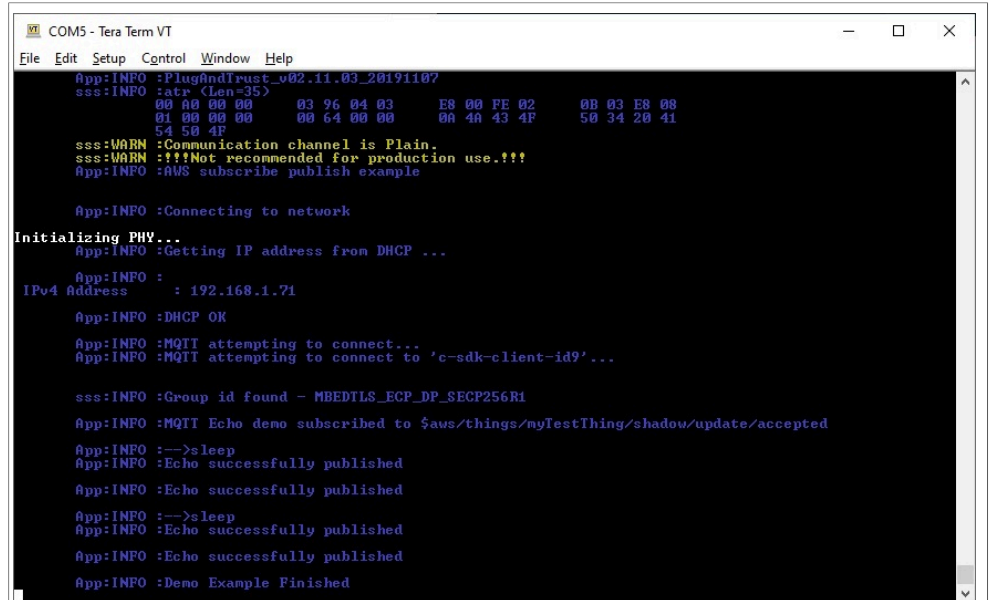 COM5 - Tera Term VT
File Edit Setup Control Window Help
App:INFO :PlugAndTrust_v02.11.03_20191107
sss:INFO :atr (Len=35)
00 A0 00 00 03 96 04 03 E8 00 FE 02 0B 03 E8 08
01 00 00 00 00 64 00 00 0A 4A 43 4F 50 34 20 41
54 50 4F
sss:WARN :Communication channel is Plain.
sss:WARN :!!!Not recommended for production use.!!!
App:INFO :AWS subscribe publish example
App:INFO :Connecting to network
Initializing PHY...
App:INFO :Getting IP address from DHCP ...
App:INFO :
IPv4 Address : 192.168.1.71
App:INFO :DHCP OK
App:INFO :MQTT attempting to connect...
App:INFO :MQTT attempting to connect to 'c-sdk-client-id9'...
sss:INFO :Group id found - MBEDTLS_ECP_DP_SECP256R1
App:INFO :MQTT Echo demo subscribed to $aws/things/myTestThing/shadow/update/accepted
App:INFO :-->sleep
App:INFO :Echo successfully published
App:INFO :Echo successfully published
App:INFO :-->sleep
App:INFO :Echo successfully published
App:INFO :Echo successfully published
App:INFO :Demo Example Finished